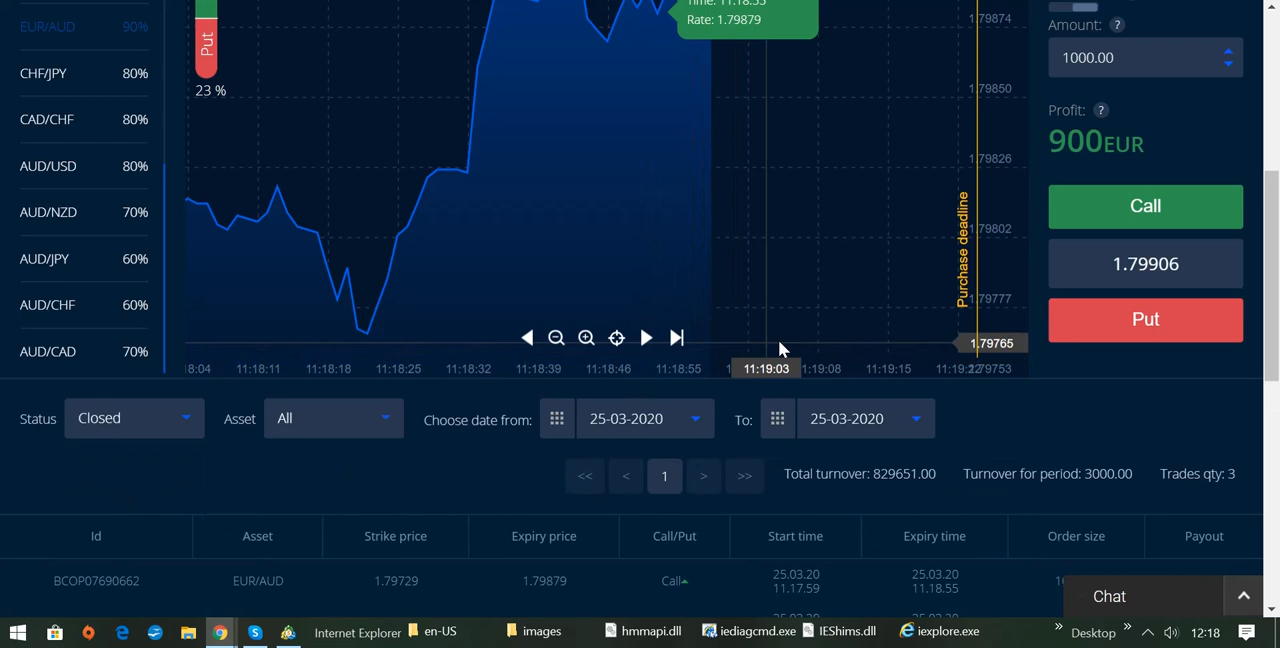 EUR/AUD 90%
CHF/JPY 80%
CAD/CHF 80%
AUD/USD 80%
AUD/NZD 70%
AUD/JPY 60%
AUD/CHF 60%
AUD/CAD 70%
Put
23 %
Rate: 1.79879
1.79874
1.79850
1.79826
1.79802
1.79777
1.79765
1.79753
Purchase deadline
11:18:11 11:18:18 11:18:25 11:18:32 11:18:39 11:18:46 11:18:55 11:19:03 11:19:15
Amount: ?
1000.00
Profit: ?
900EUR
Call
1.79906
Put
Status Closed Asset All Choose date from: 25-03-2020 To: 25-03-2020
<< < 1 > >> Total turnover: 829651.00 Turnover for period: 3000.00 Trades qty: 3
Id Asset Strike price Expiry price Call/Put Start time Expiry time Order size Payout
BCOP07690662 EUR/AUD 1.79729 1.79879 Call 25.03.20 11.17.59 25.03.20 11.18.55
Chat
Internet Explorer en-US images hmmapi.dll iediagcmd.exe IEShims.dll iexplore.exe » Desktop » 12:18